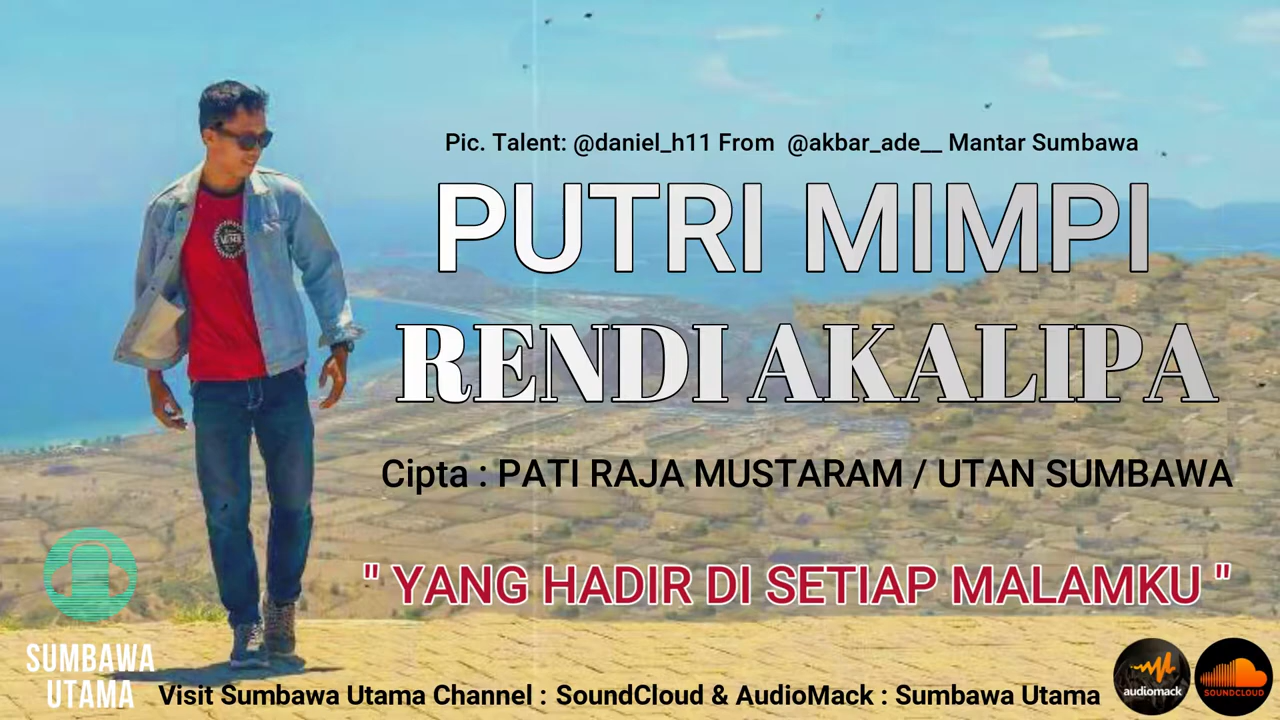 Pic. Talent: @daniel_h11 From @akbar_ade__ Mantar Sumbawa
PUTRI MIMPI
RENDI AKALIPA
Cipta : PATI RAJA MUSTARAM / UTAN SUMBAWA
" YANG HADIR DI SETIAP MALAMKU "
VANS
SUMBAWA
UTAMA
Visit Sumbawa Utama Channel : SoundCloud & AudioMack : Sumbawa Utama
audiomack
SOUNDCLOUD